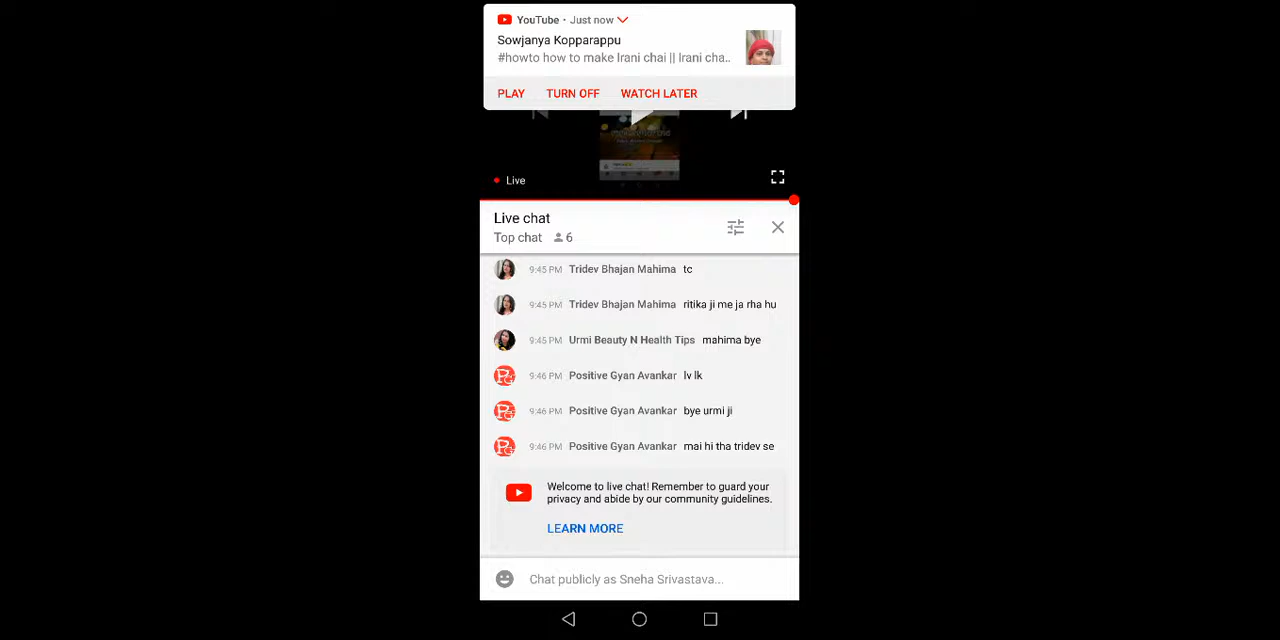 YouTube • Just now
Sowjanya Kopparappu
#howto how to make Irani chai || Irani cha..
PLAY TURN OFF WATCH LATER
Live
Live chat
Top chat 6
9:45 PM Tridev Bhajan Mahima tc
9:45 PM Tridev Bhajan Mahima ritika ji me ja rha hu
9:45 PM Urmi Beauty N Health Tips mahima bye
9:46 PM Positive Gyan Avankar lv lk
9:46 PM Positive Gyan Avankar bye urmi ji
9:46 PM Positive Gyan Avankar mai hi tha tridev se
Welcome to live chat! Remember to guard your
privacy and abide by our community guidelines.
LEARN MORE
Chat publicly as Sneha Srivastava...